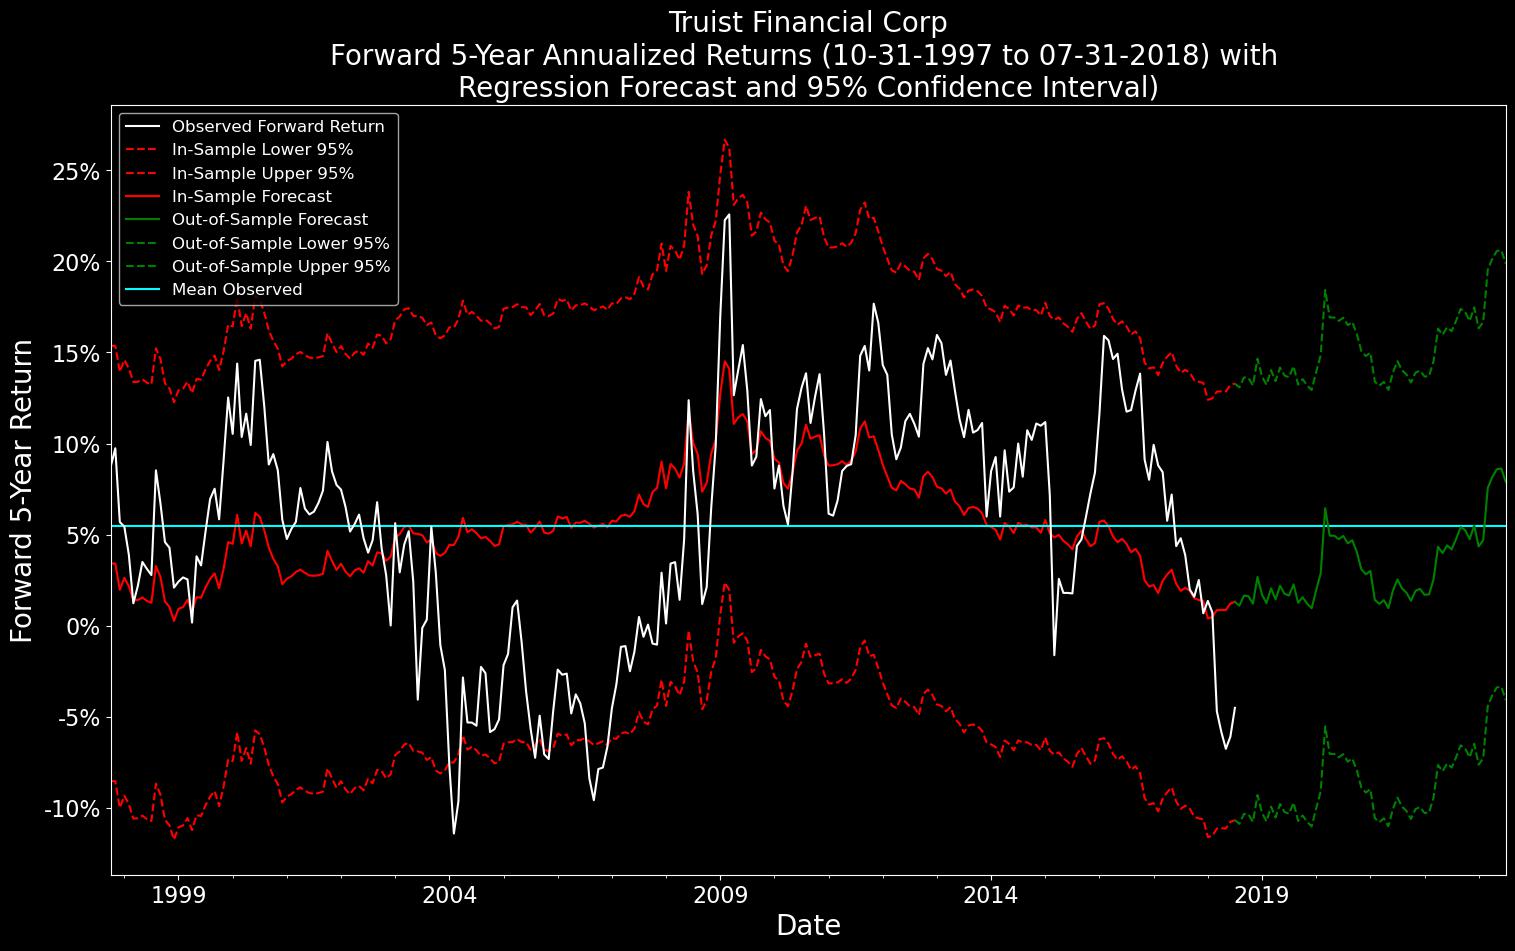 Truist Financial Corp
Forward 5-Year Annualized Returns (10-31-1997 to 07-31-2018) with
Regression Forecast and 95% Confidence Interval)
Observed Forward Return
In-Sample Lower 95%
In-Sample Upper 95%
In-Sample Forecast
Out-of-Sample Forecast
Out-of-Sample Lower 95%
Out-of-Sample Upper 95%
Mean Observed
Forward 5-Year Return
25%
20%
15%
10%
5%
0%
-5%
-10%
1999
2004
2009
2014
2019
Date